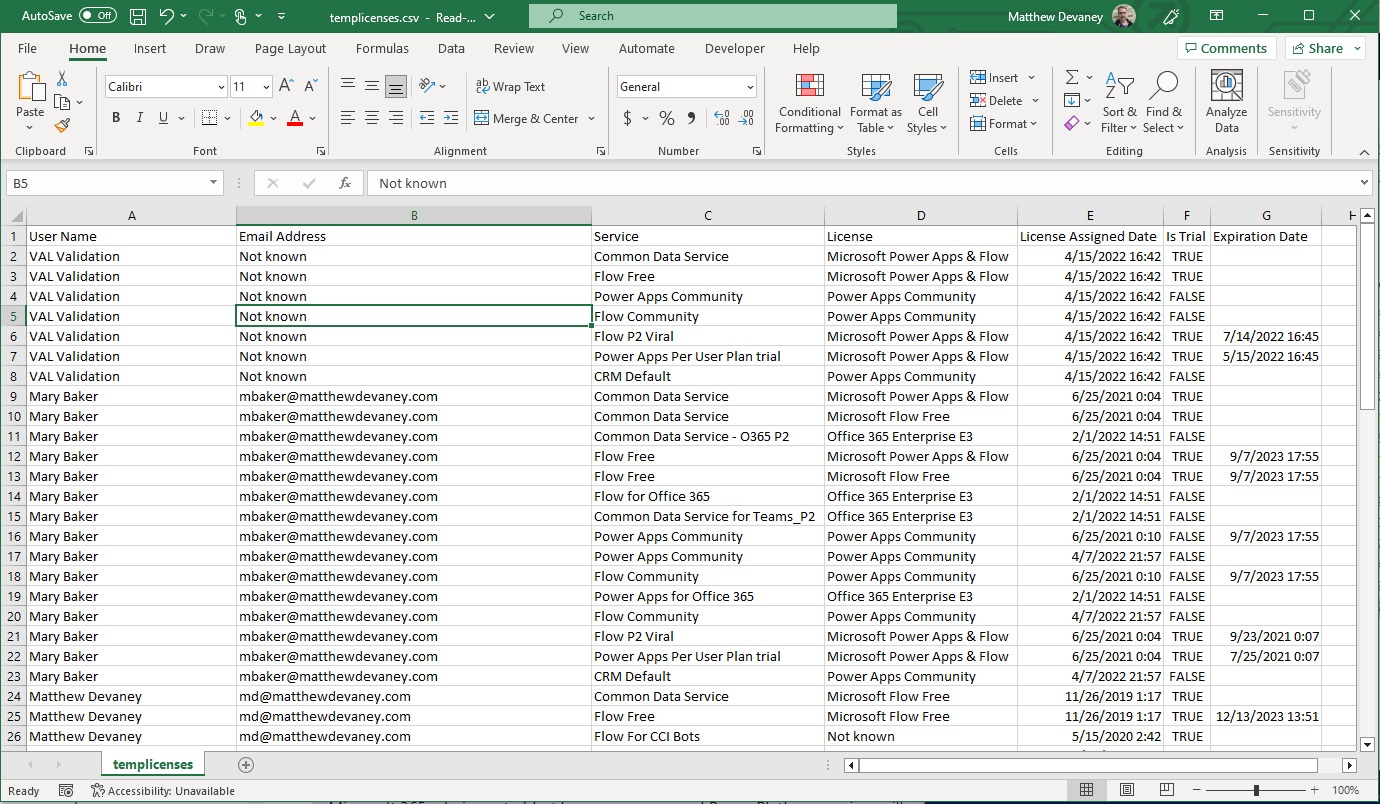 AutoSave Off templicenses.csv - Read-... Search Matthew Devaney
File Home Insert Draw Page Layout Formulas Data Review View Automate Developer Help Comments Share
Calibri 11 Wrap Text General Insert
Paste Conditional Formatting Format as Table Cell Styles Delete Sort & Filter Find & Select Analyze Data Sensitivity
B I U A Merge & Center $ % Format
Clipboard Font Alignment Number Styles Cells Editing Analysis Sensitivity
B5 fx Not known
A B C D E F G H
1 User Name Email Address Service License License Assigned Date Is Trial Expiration Date
2 VAL Validation Not known Common Data Service Microsoft Power Apps & Flow 4/15/2022 16:42 TRUE
3 VAL Validation Not known Flow Free Microsoft Power Apps & Flow 4/15/2022 16:42 TRUE
4 VAL Validation Not known Power Apps Community Power Apps Community 4/15/2022 16:42 FALSE
5 VAL Validation Not known Flow Community Power Apps Community 4/15/2022 16:42 FALSE
6 VAL Validation Not known Flow P2 Viral Microsoft Power Apps & Flow 4/15/2022 16:42 TRUE 7/14/2022 16:45
7 VAL Validation Not known Power Apps Per User Plan trial Microsoft Power Apps & Flow 4/15/2022 16:42 TRUE 5/15/2022 16:45
8 VAL Validation Not known CRM Default Power Apps Community 4/15/2022 16:42 FALSE
9 Mary Baker mbaker@matthewdevaney.com Common Data Service Microsoft Power Apps & Flow 6/25/2021 0:04 TRUE
10 Mary Baker mbaker@matthewdevaney.com Common Data Service Microsoft Flow Free 6/25/2021 0:04 TRUE
11 Mary Baker mbaker@matthewdevaney.com Common Data Service - O365 P2 Office 365 Enterprise E3 2/1/2022 14:51 FALSE
12 Mary Baker mbaker@matthewdevaney.com Flow Free Microsoft Power Apps & Flow 6/25/2021 0:04 TRUE 9/7/2023 17:55
13 Mary Baker mbaker@matthewdevaney.com Flow Free Microsoft Flow Free 6/25/2021 0:04 TRUE 9/7/2023 17:55
14 Mary Baker mbaker@matthewdevaney.com Flow for Office 365 Office 365 Enterprise E3 2/1/2022 14:51 FALSE
15 Mary Baker mbaker@matthewdevaney.com Common Data Service for Teams_P2 Office 365 Enterprise E3 2/1/2022 14:51 FALSE
16 Mary Baker mbaker@matthewdevaney.com Power Apps Community Power Apps Community 6/25/2021 0:10 FALSE 9/7/2023 17:55
17 Mary Baker mbaker@matthewdevaney.com Power Apps Community Power Apps Community 4/7/2022 21:57 FALSE
18 Mary Baker mbaker@matthewdevaney.com Flow Community Power Apps Community 6/25/2021 0:10 FALSE 9/7/2023 17:55
19 Mary Baker mbaker@matthewdevaney.com Power Apps for Office 365 Office 365 Enterprise E3 2/1/2022 14:51 FALSE
20 Mary Baker mbaker@matthewdevaney.com Flow Community Power Apps Community 4/7/2022 21:57 FALSE
21 Mary Baker mbaker@matthewdevaney.com Flow P2 Viral Microsoft Power Apps & Flow 6/25/2021 0:04 TRUE 9/23/2021 0:07
22 Mary Baker mbaker@matthewdevaney.com Power Apps Per User Plan trial Microsoft Power Apps & Flow 6/25/2021 0:04 TRUE 7/25/2021 0:07
23 Mary Baker mbaker@matthewdevaney.com CRM Default Power Apps Community 4/7/2022 21:57 FALSE
24 Matthew Devaney md@matthewdevaney.com Common Data Service Microsoft Flow Free 11/26/2019 1:17 TRUE
25 Matthew Devaney md@matthewdevaney.com Flow Free Microsoft Flow Free 11/26/2019 1:17 TRUE 12/13/2023 13:51
26 Matthew Devaney md@matthewdevaney.com Flow For CCI Bots Not known 5/15/2020 2:42 TRUE
templicenses
Ready Accessibility: Unavailable 100%